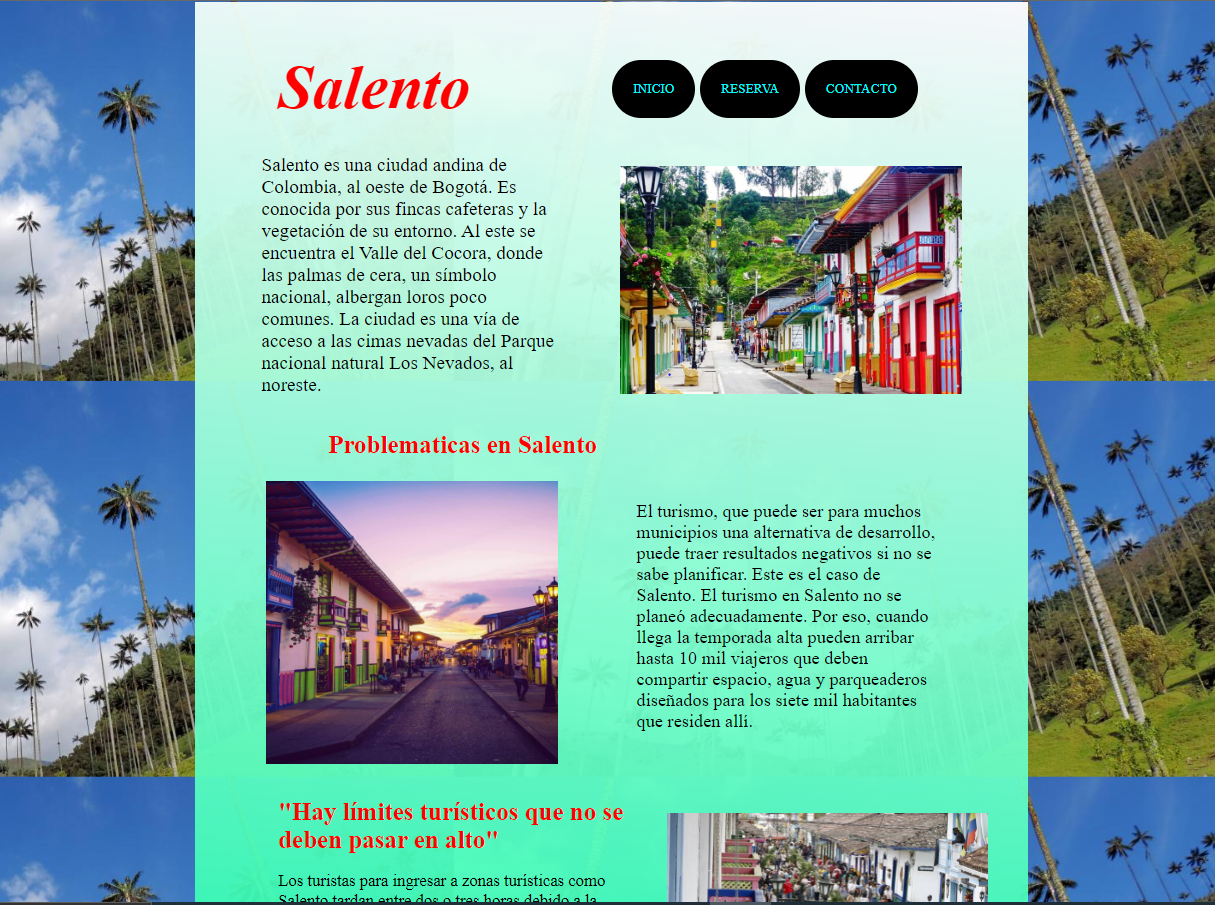 Salento
INICIO
RESERVA
CONTACTO
Salento es una ciudad andina de
Colombia, al oeste de Bogotá. Es
conocida por sus fincas cafeteras y la
vegetación de su entorno. Al este se
encuentra el Valle del Cocora, donde
las palmas de cera, un símbolo
nacional, albergan loros poco
comunes. La ciudad es una vía de
acceso a las cimas nevadas del Parque
nacional natural Los Nevados, al
noreste.
Problematicas en Salento
El turismo, que puede ser para muchos
municipios una alternativa de desarrollo,
puede traer resultados negativos si no se
sabe planificar. Este es el caso de
Salento. El turismo en Salento no se
planeó adecuadamente. Por eso, cuando
llega la temporada alta pueden arribar
hasta 10 mil viajeros que deben
compartir espacio, agua y parqueaderos
diseñados para los siete mil habitantes
que residen allí.
"Hay límites turísticos que no se
deben pasar en alto"
Los turistas para ingresar a zonas turísticas como
Salento tardan entre dos o tres horas debido a la